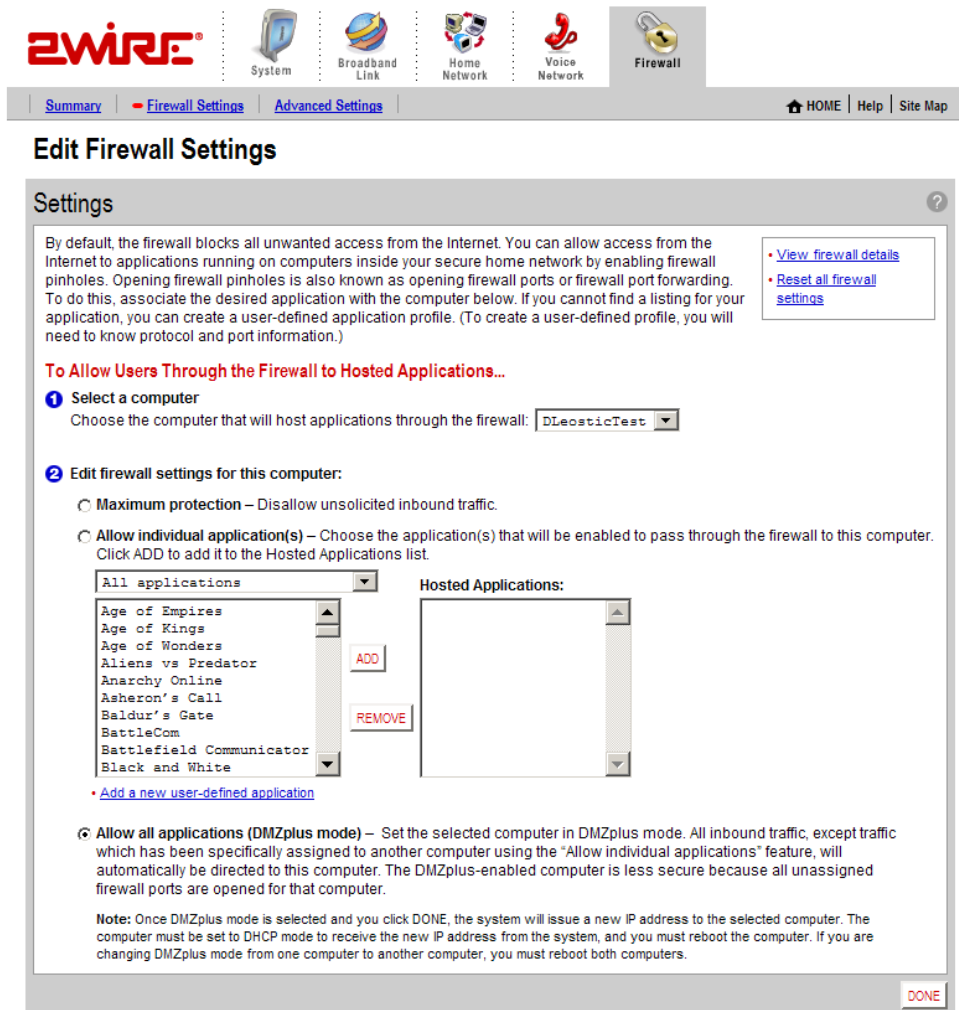 2WIRE®
System
Broadband
Link
Home
Network
Voice
Network
Firewall
Summary
Firewall Settings
Advanced Settings
HOME | Help | Site Map
Edit Firewall Settings
Settings
?
By default, the firewall blocks all unwanted access from the Internet. You can allow access from the
Internet to applications running on computers inside your secure home network by enabling firewall
pinholes. Opening firewall pinholes is also known as opening firewall ports or firewall port forwarding.
To do this, associate the desired application with the computer below. If you cannot find a listing for your
application, you can create a user-defined application profile. (To create a user-defined profile, you will
need to know protocol and port information.)
• View firewall details
• Reset all firewall
settings
To Allow Users Through the Firewall to Hosted Applications...
1 Select a computer
Choose the computer that will host applications through the firewall: DLeosticTest
2 Edit firewall settings for this computer:
Maximum protection – Disallow unsolicited inbound traffic.
Allow individual application(s) – Choose the application(s) that will be enabled to pass through the firewall to this computer.
Click ADD to add it to the Hosted Applications list.
All applications
Age of Empires
Age of Kings
Age of Wonders
Aliens vs Predator
Anarchy Online
Asheron's Call
Baldur's Gate
BattleCom
Battlefield Communicator
Black and White
ADD
REMOVE
Hosted Applications:
• Add a new user-defined application
Allow all applications (DMZplus mode) – Set the selected computer in DMZplus mode. All inbound traffic, except traffic
which has been specifically assigned to another computer using the “Allow individual applications” feature, will
automatically be directed to this computer. The DMZplus-enabled computer is less secure because all unassigned
firewall ports are opened for that computer.
Note: Once DMZplus mode is selected and you click DONE, the system will issue a new IP address to the selected computer. The
computer must be set to DHCP mode to receive the new IP address from the system, and you must reboot the computer. If you are
changing DMZplus mode from one computer to another computer, you must reboot both computers.
DONE